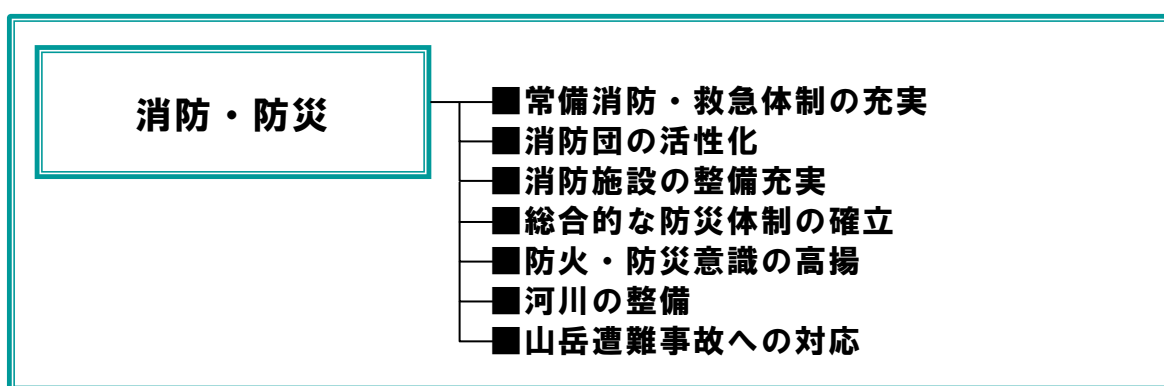 消防・防災
■常備消防・救急体制の充実
■消防団の活性化
■消防施設の整備充実
■総合的な防災体制の確立
■防火・防災意識の高揚
■河川の整備
■山岳遭難事故への対応